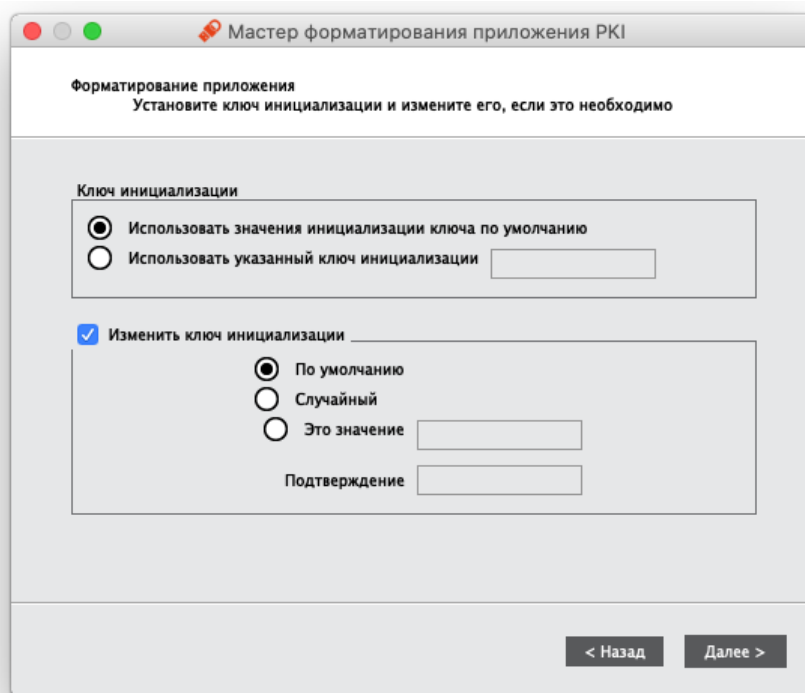 Мастер форматирования приложения PKI
Форматирование приложения
Установите ключ инициализации и измените его, если это необходимо
Ключ инициализации
Использовать значения инициализации ключа по умолчанию
Использовать указанный ключ инициализации
Изменить ключ инициализации
По умолчанию
Случайный
Это значение
Подтверждение
< Назад
Далее >